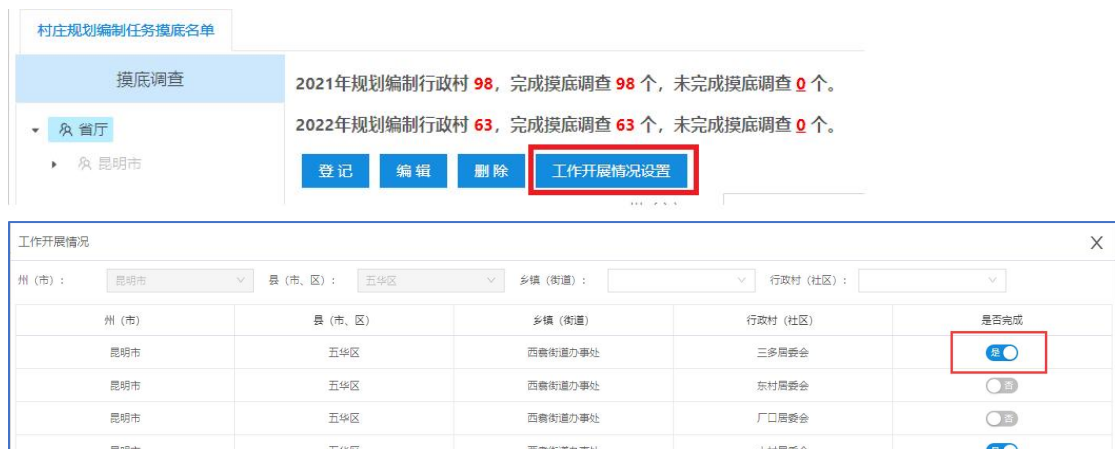 村庄规划编制任务摸底名单
摸底调查
2021年规划编制行政村 98，完成摸底调查 98 个，未完成摸底调查 0 个。
省厅
2022年规划编制行政村 63，完成摸底调查 63 个，未完成摸底调查 0 个。
昆明市
登记 编辑 删除 工作开展情况设置
工作开展情况 X
州（市）： 昆明市 县（市、区）： 五华区 乡镇（街道）： 行政村（社区）：
州（市） 县（市、区） 乡镇（街道） 行政村（社区） 是否完成
昆明市 五华区 西翥街道办事处 三多居委会 是
昆明市 五华区 西翥街道办事处 东村居委会 否
昆明市 五华区 西翥街道办事处 厂口居委会 否